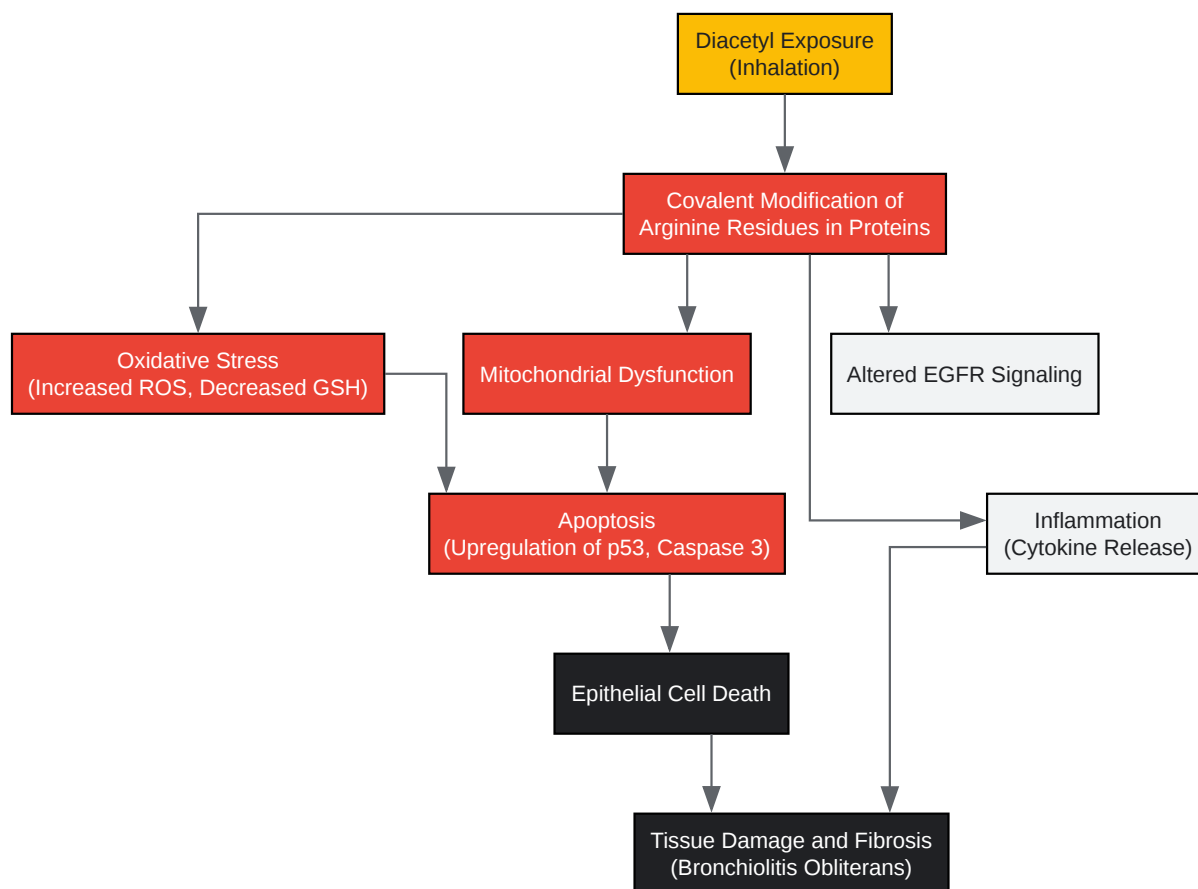 Diacetyl Exposure
(Inhalation)
Covalent Modification of
Arginine Residues in Proteins
Oxidative Stress
(Increased ROS, Decreased GSH)
Mitochondrial Dysfunction
Altered EGFR Signaling
Apoptosis
(Upregulation of p53, Caspase 3)
Inflammation
(Cytokine Release)
Epithelial Cell Death
Tissue Damage and Fibrosis
(Bronchiolitis Obliterans)